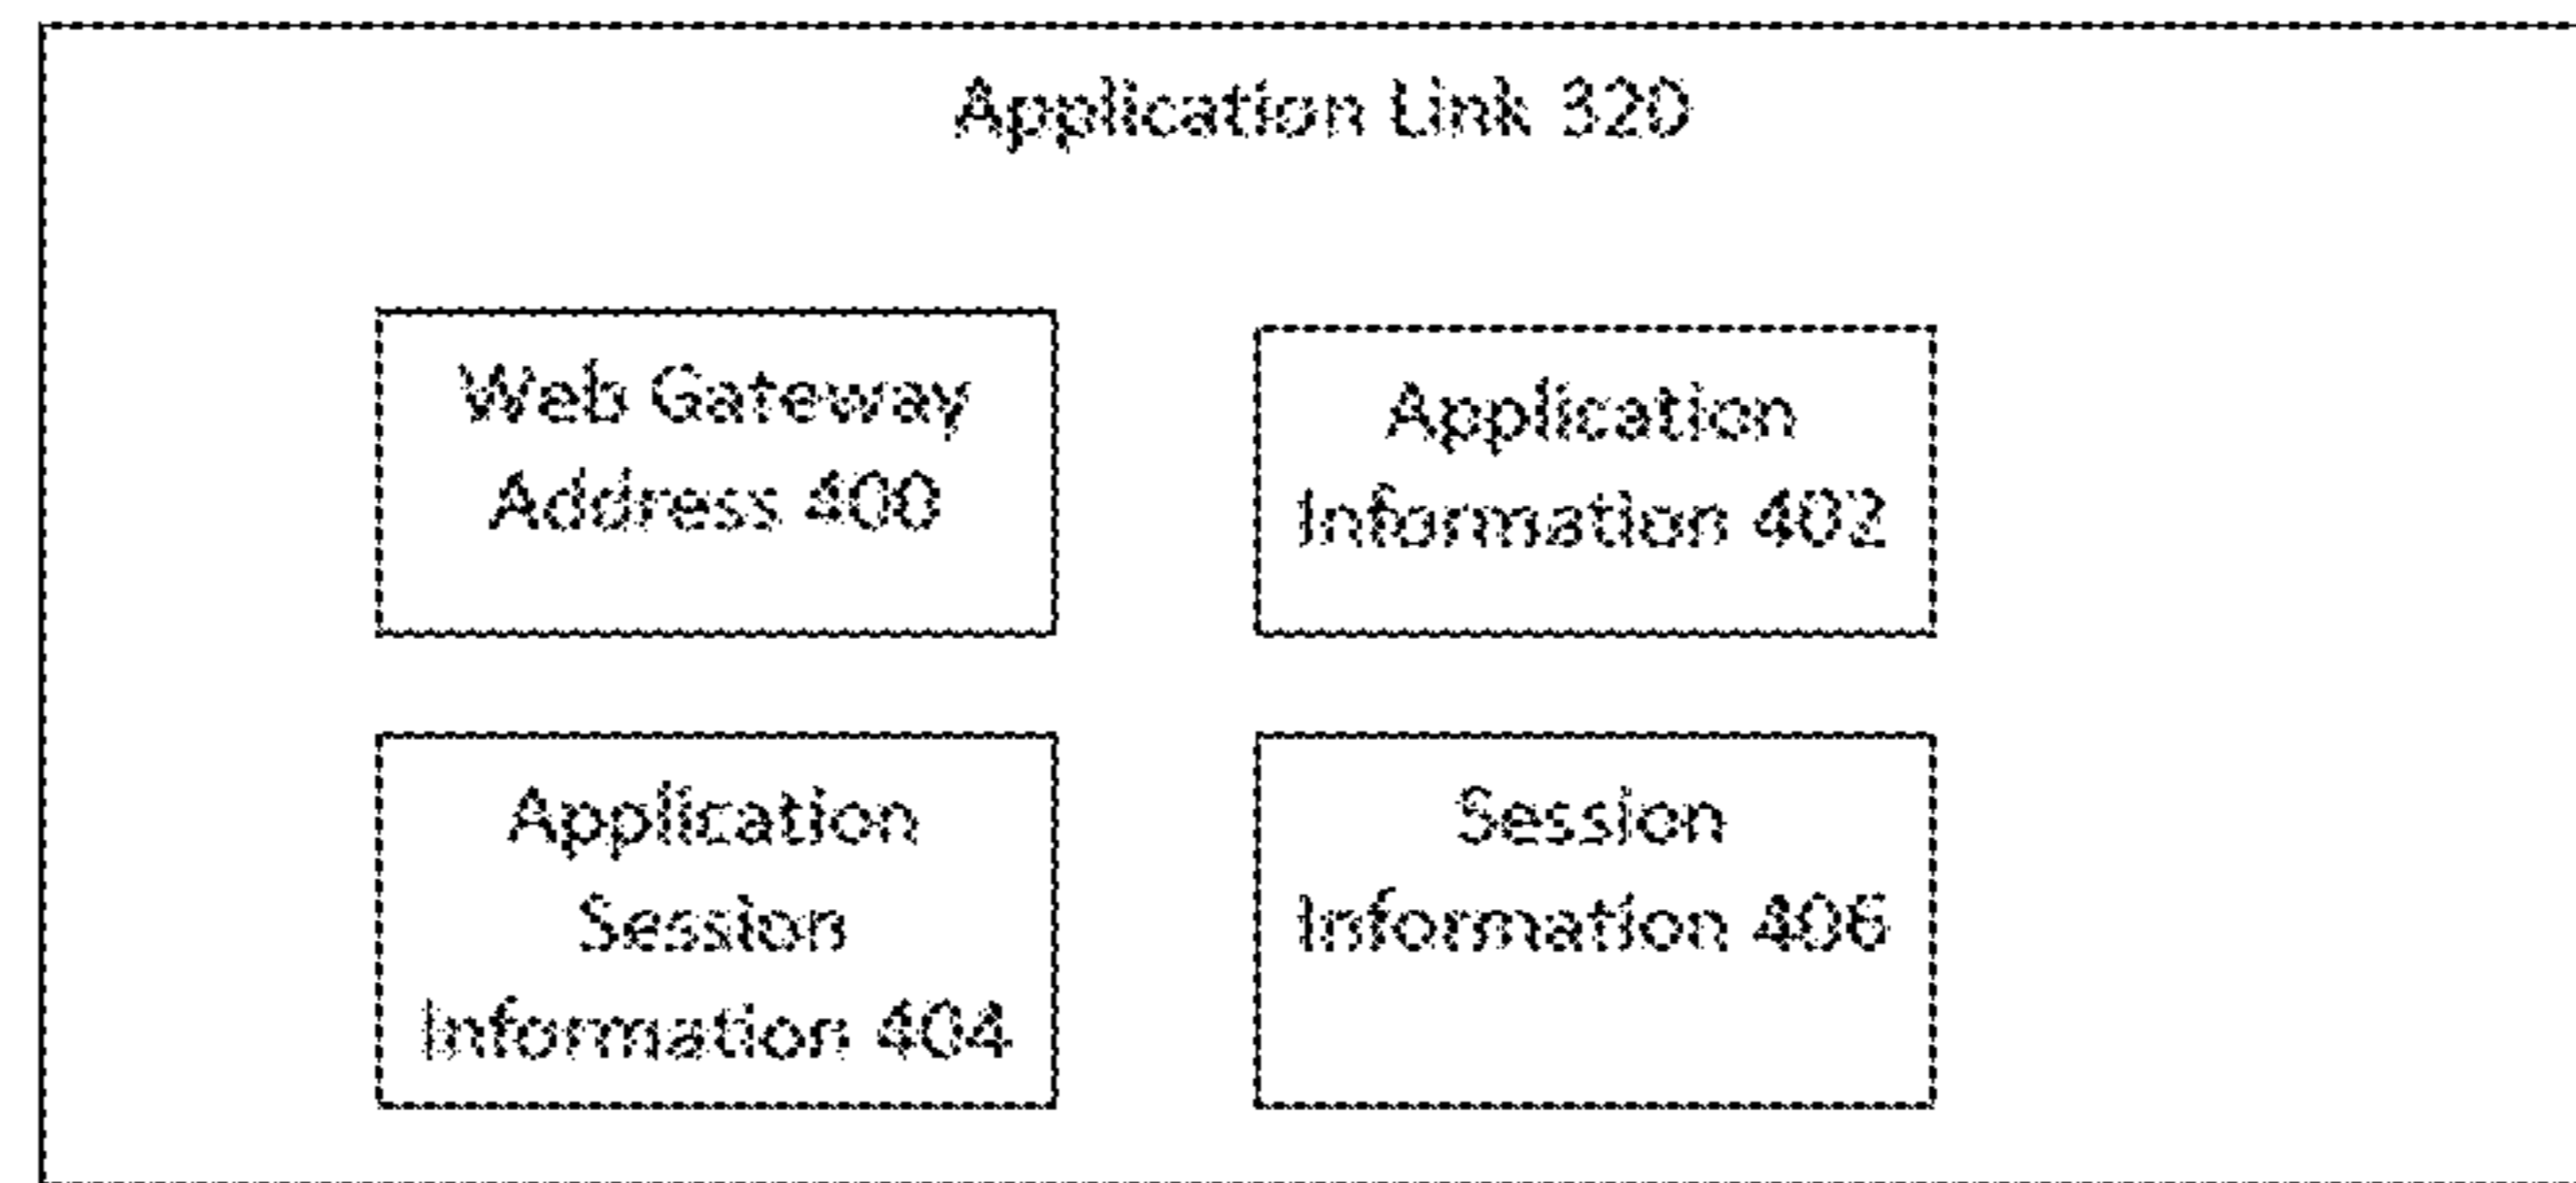 Application Link 320
Web Gateway
Address 400
Application
Information 402
Application
Session
Information 404
Session
Information 406